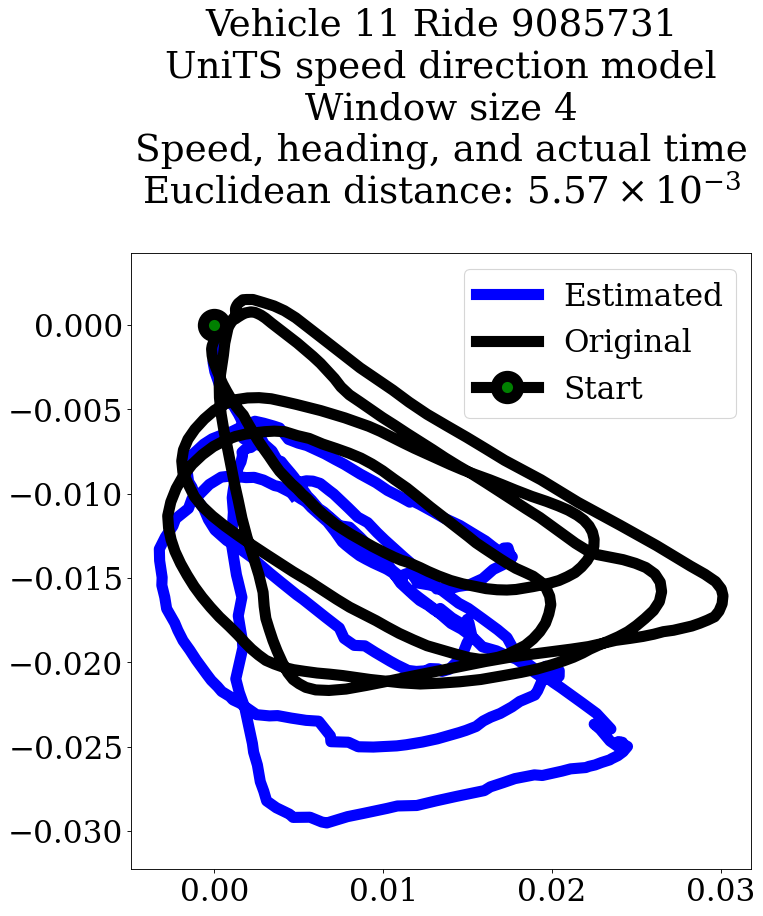 Vehicle 11 Ride 9085731
UniTS speed direction model
Window size 4
Speed, heading, and actual time
Euclidean distance: 5.57 × 10⁻³
Estimated
Original
Start
0.000
−0.005
−0.010
−0.015
−0.020
−0.025
−0.030
0.00 0.01 0.02 0.03